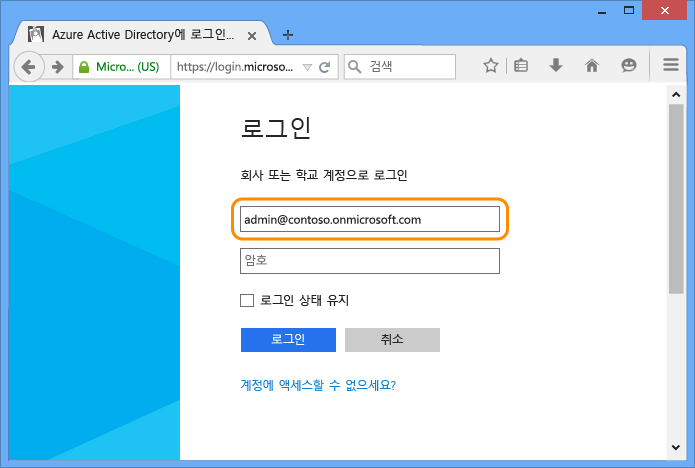 Azure Active Directory에 로그인...
Micro... (US)
https://login.microso...
검색
로그인
회사 또는 학교 계정으로 로그인
admin@contoso.onmicrosoft.com
암호
로그인 상태 유지
로그인
취소
계정에 액세스할 수 없으세요?